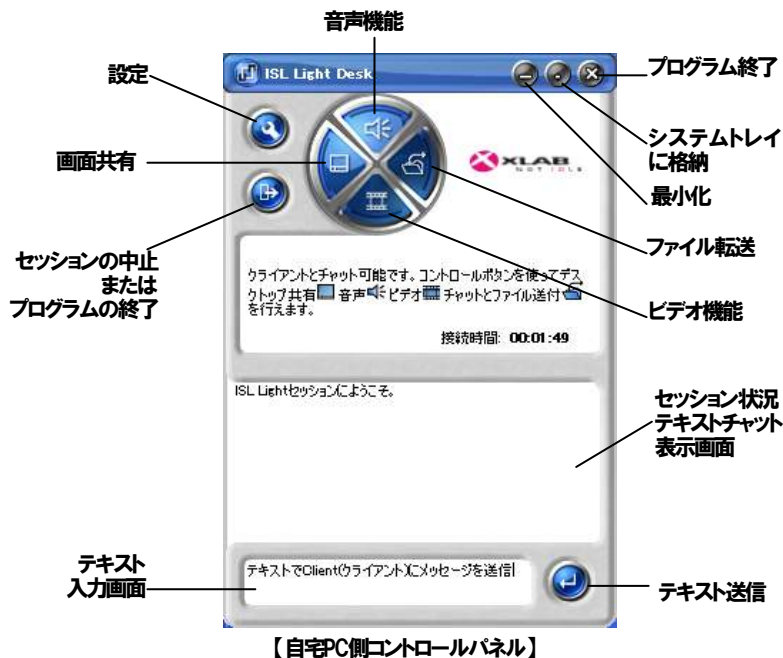 音声機能
設定
画面共有
セッションの中止
または
プログラムの終了
ISL Light Desk
プログラム終了
システムトレイ
に格納
最小化
XLAB
NOT IDLE
ファイル転送
ビデオ機能
クライアントとチャット可能です。コントロールボタンを使ってデス
クトップ共有 音声 ビデオ チャットとファイル送付
を行えます。
接続時間: 00:01:49
ISL Lightセッションにようこそ。
セッション状況
テキストチャット
表示画面
テキスト
入力画面
テキストでClient(クライアント)にメッセージを送信
テキスト送信
【自宅PC側コントロールパネル】